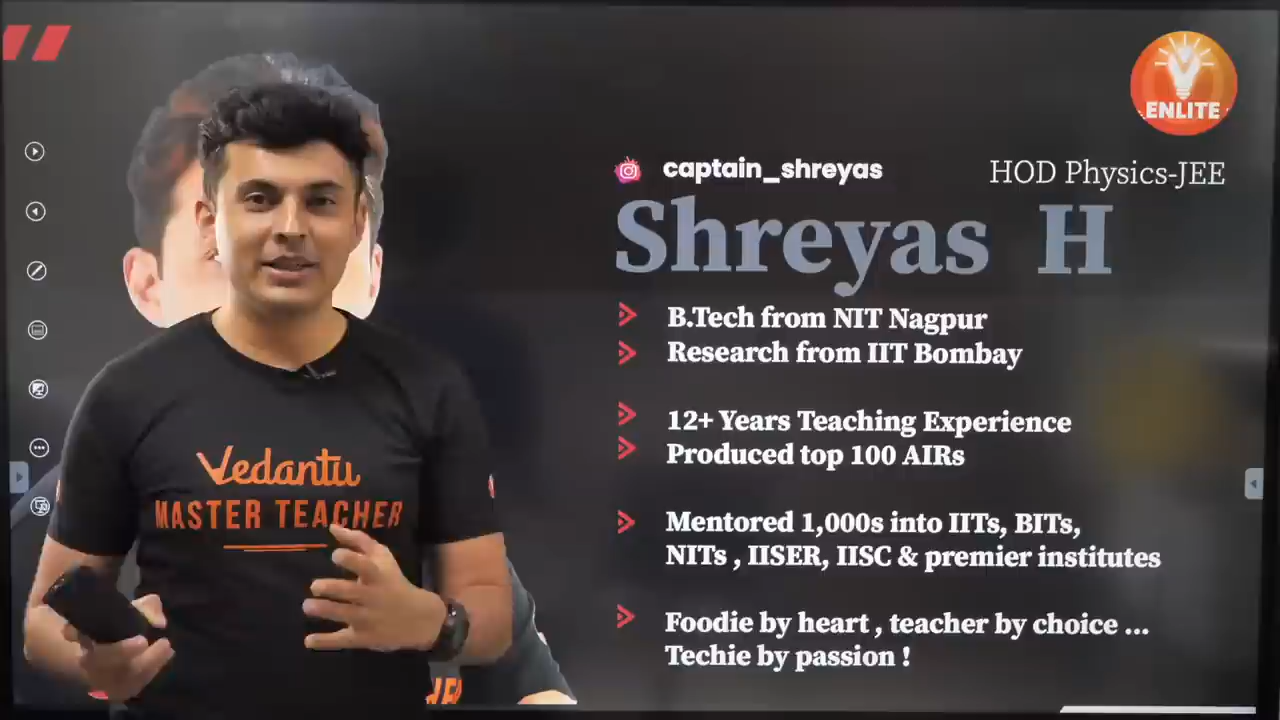 ENLITE
captain_shreyas
HOD Physics-JEE
Shreyas H
B.Tech from NIT Nagpur
Research from IIT Bombay
12+ Years Teaching Experience
Produced top 100 AIRs
Mentored 1,000s into IITs, BITs,
NITs , IISER, IISC & premier institutes
Foodie by heart , teacher by choice ...
Techie by passion !
Vedantu
MASTER TEACHER